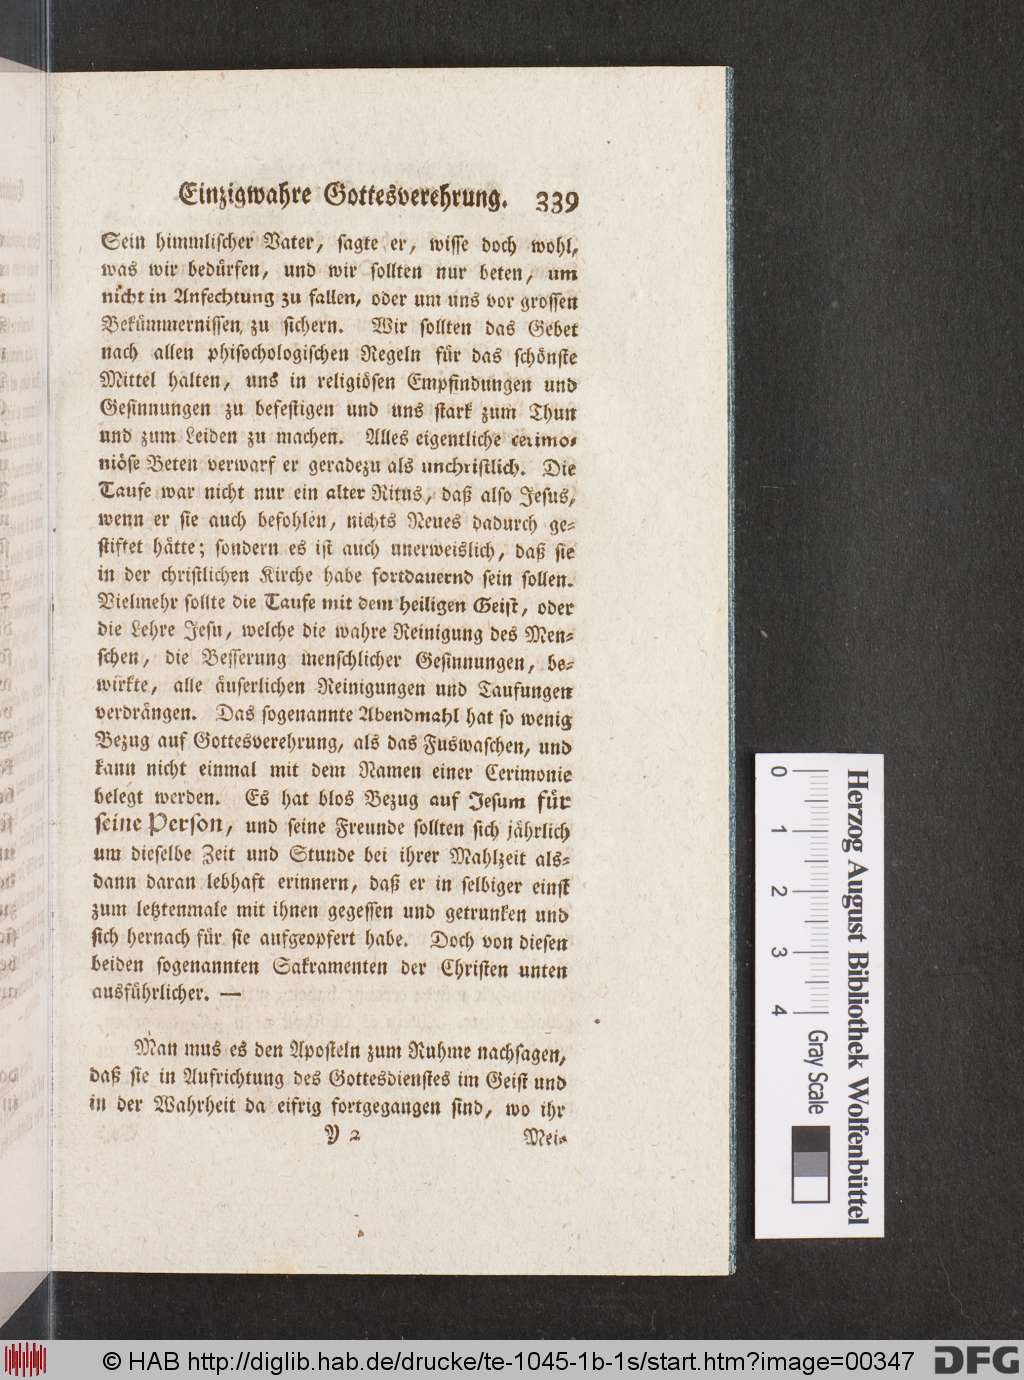 Einzigwahre Gottesverehrung. 339
Sein himmlischer Vater, sagte er, wisse doch wohl,
was wir bedürfen, und wir sollten nur beten, um
nicht in Anfechtung zu fallen, oder um uns vor grossen
Bekümmernissen zu sichern. Wir sollten das Gebet
nach allen phisochologischen Regeln für das schönste
Mittel halten, uns in religiösen Empfindungen und
Gesinnungen zu befestigen und uns stark zum Thun
und zum Leiden zu machen. Alles eigentliche cerimo-
niöse Beten verwarf er geradezu als unchristlich. Die
Taufe war nicht nur ein alter Ritus, daß also Jesus,
wenn er sie auch befohlen, nichts Neues dadurch ge-
stiftet hätte; sondern es ist auch unerweislich, daß sie
in der christlichen Kirche habe fortdauernd sein sollen.
Vielmehr sollte die Taufe mit dem heiligen Geist, oder
die Lehre Jesu, welche die wahre Reinigung des Men-
schen, die Besserung menschlicher Gesinnungen, be-
wirkte, alle äuserlichen Reinigungen und Taufungen
verdrängen. Das sogenannte Abendmahl hat so wenig
Bezug auf Gottesverehrung, als das Fuswaschen, und
kann nicht einmal mit dem Namen einer Cerimonie
belegt werden. Es hat blos Bezug auf Jesum für
seine Person, und seine Freunde sollten sich jährlich
um dieselbe Zeit und Stunde bei ihrer Mahlzeit als-
dann daran lebhaft erinnern, daß er in selbiger einst
zum letztenmale mit ihnen gegessen und getrunken und
sich hernach für sie aufgeopfert habe. Doch von diesen
beiden sogenannten Sakramenten der Christen unten
ausführlicher. —
Man mus es den Aposteln zum Ruhme nachsagen,
daß sie in Aufrichtung des Gottesdienstes im Geist und
in der Wahrheit da eifrig fortgegangen sind, wo ihr
Y 2 Mei-
0 1 2 3 4 Gray Scale
Herzog August Bibliothek Wolfenbüttel
© HAB http://diglib.hab.de/drucke/te-1045-1b-1s/start.htm?image=00347 DFG